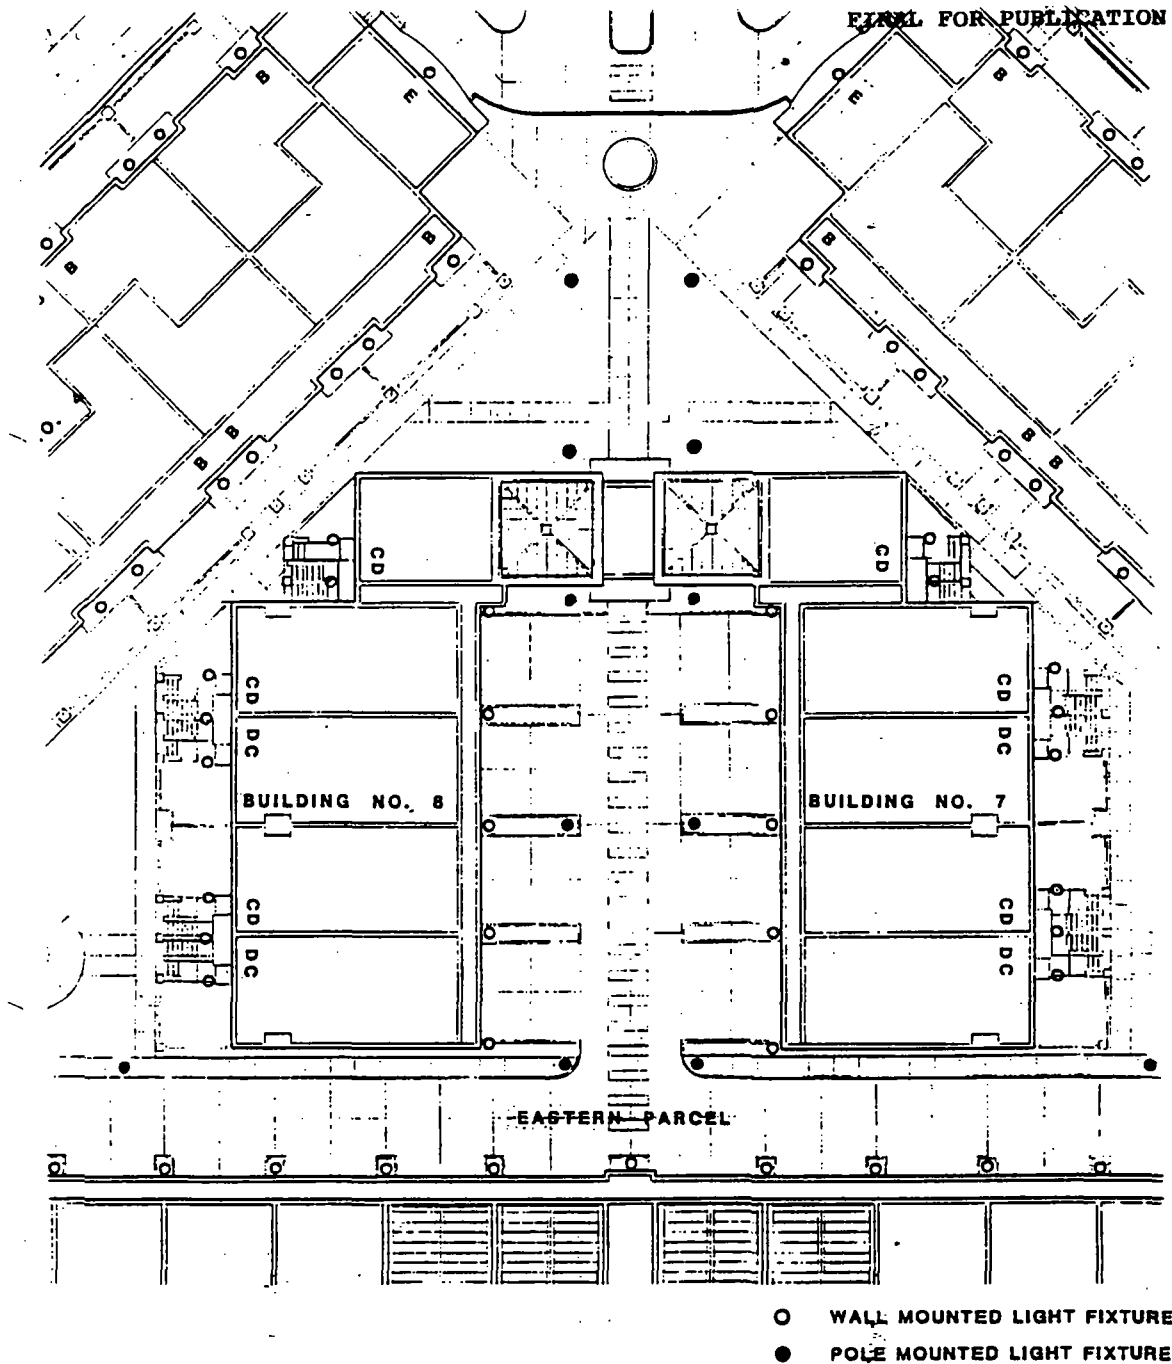 FINAL FOR PUBLICATION
B
E
E
B
B
B
B
B
B
B
B
B
CD
CD
CD
DC
CD
DC
BUILDING NO. 8
BUILDING NO. 7
CD
DC
CD
DC
EASTERN PARCEL
WALL MOUNTED LIGHT FIXTURE
POLE MOUNTED LIGHT FIXTURE